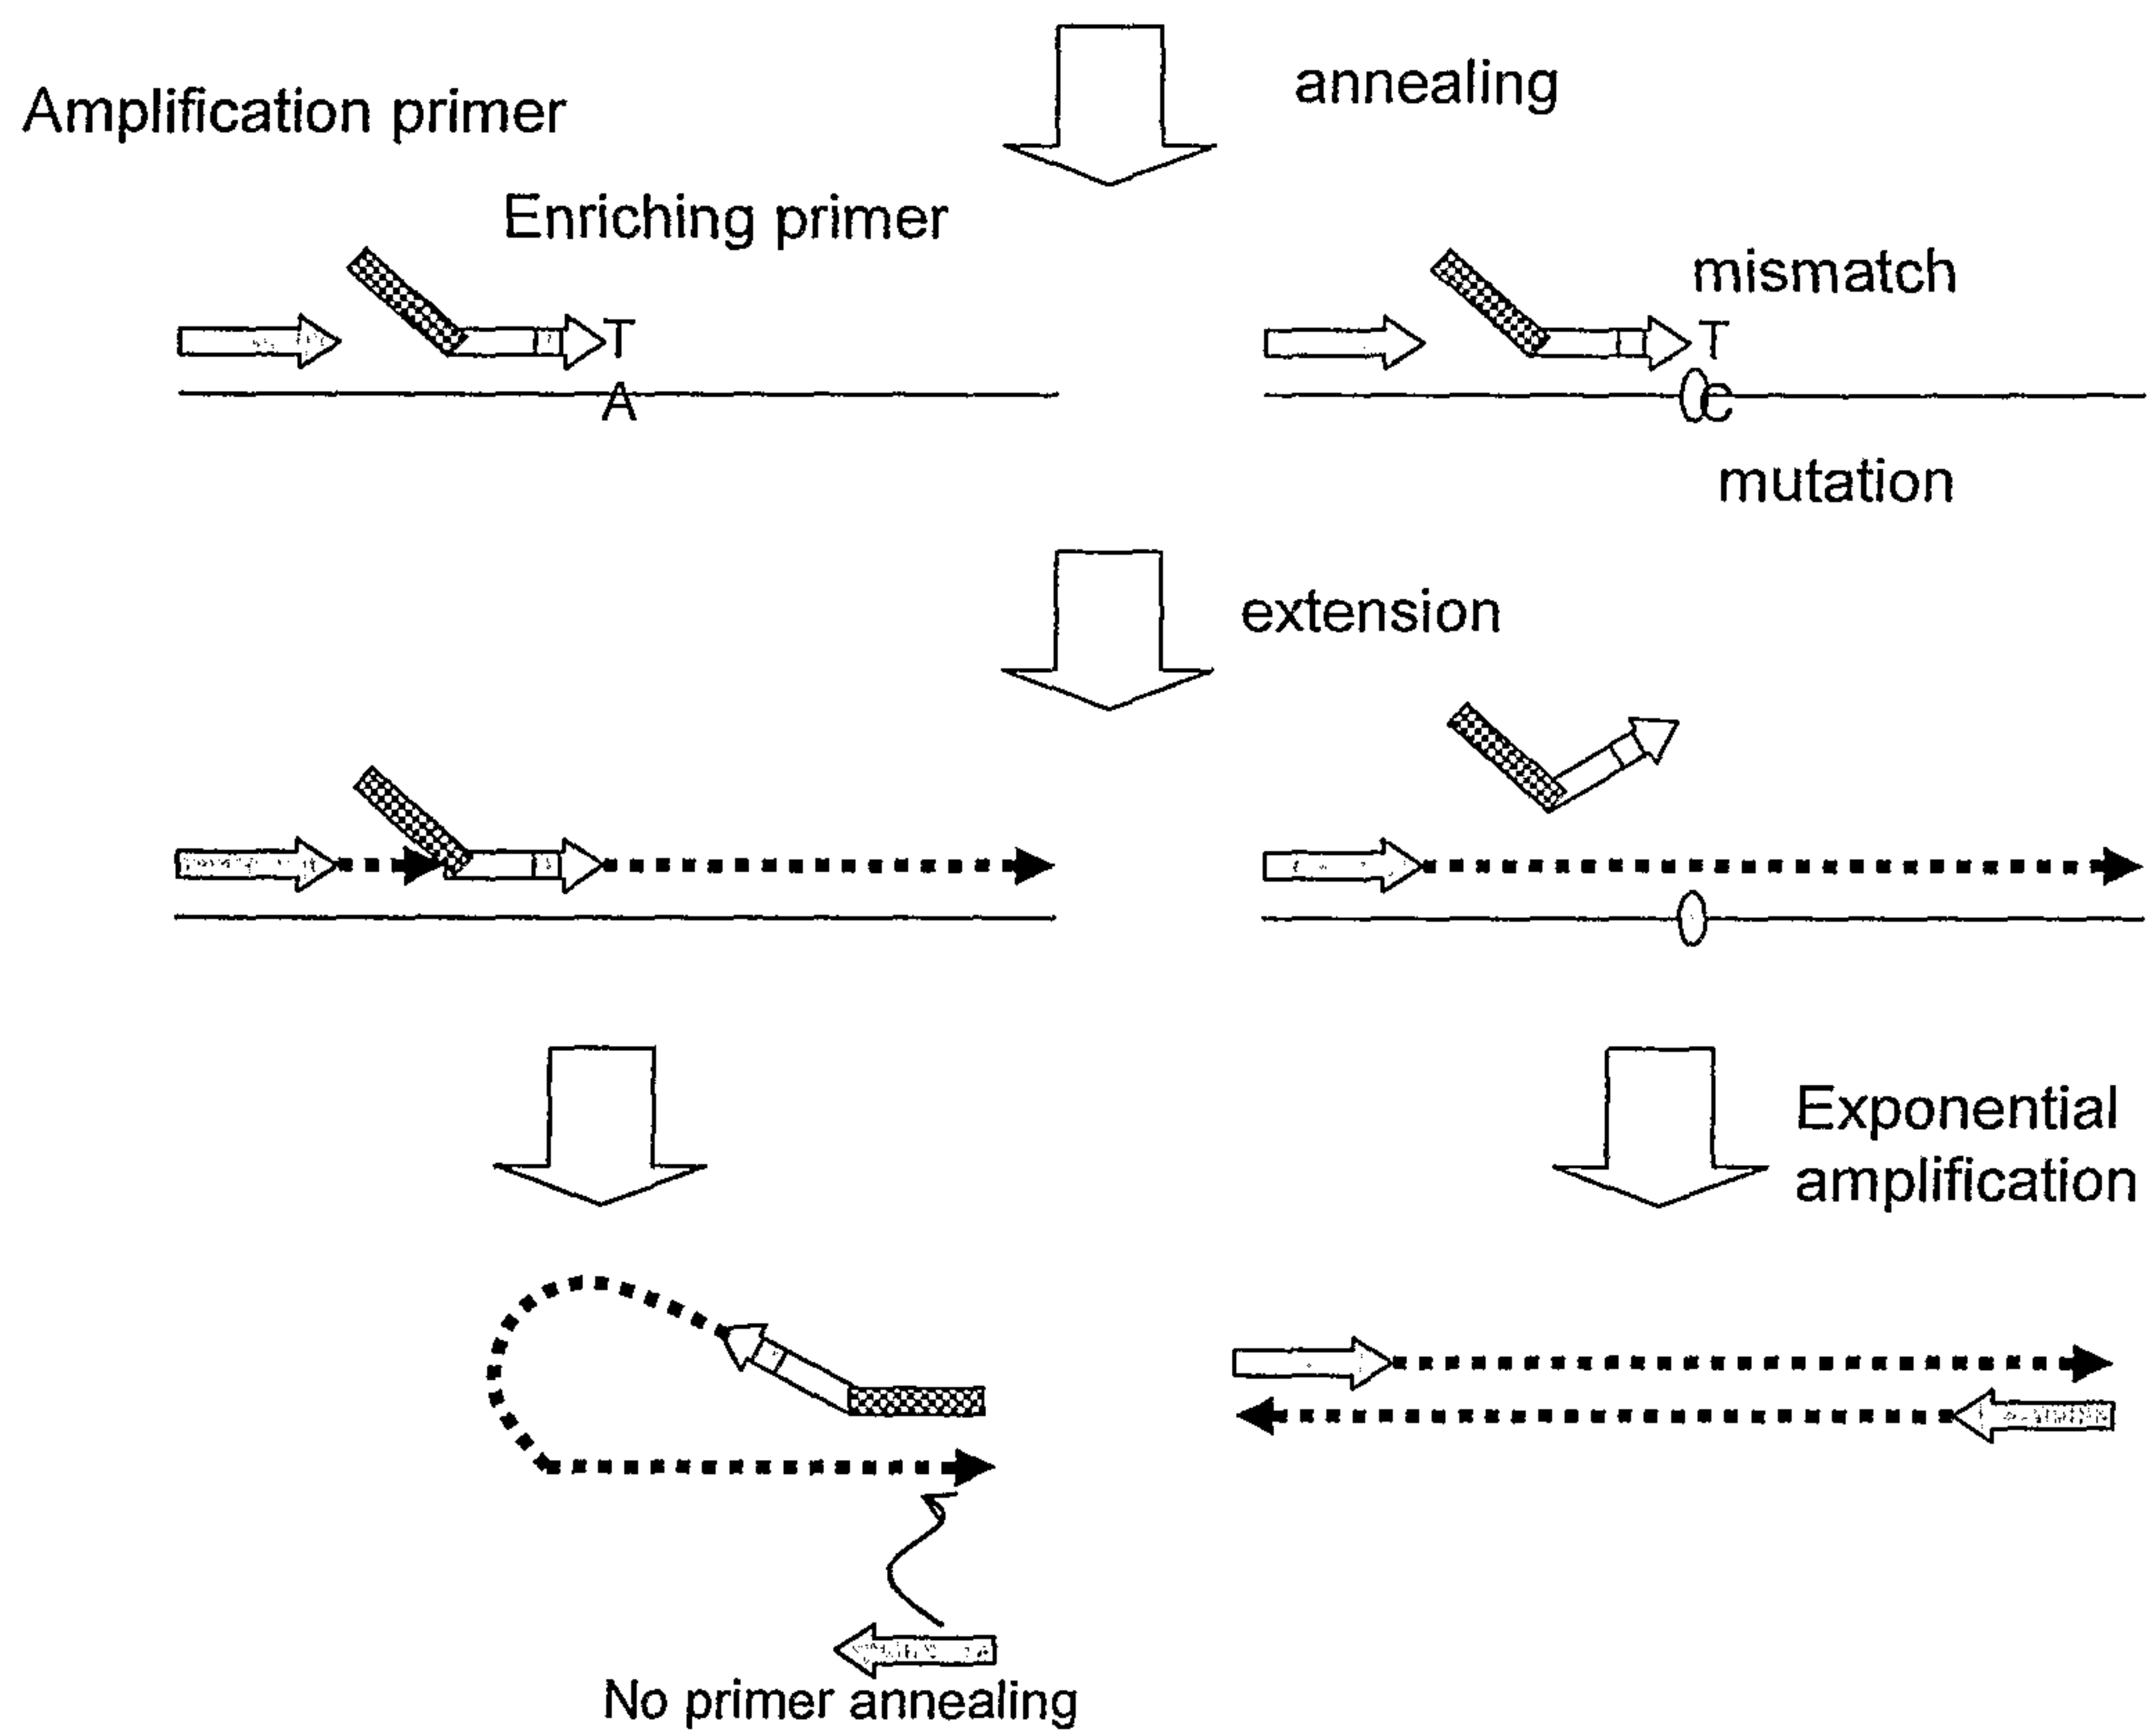 annealing
Amplification primer
Enriching primer
mismatch
T
T
A
C
mutation
extension
Exponential
amplification
No primer annealing